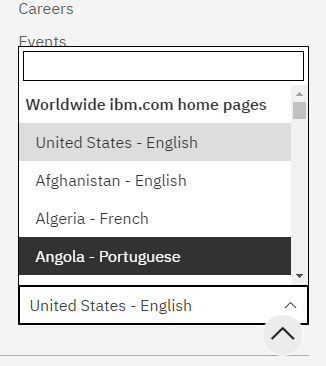 Careers
Events
Worldwide ibm.com home pages
United States - English
Afghanistan - English
Algeria - French
Angola - Portuguese
United States - English